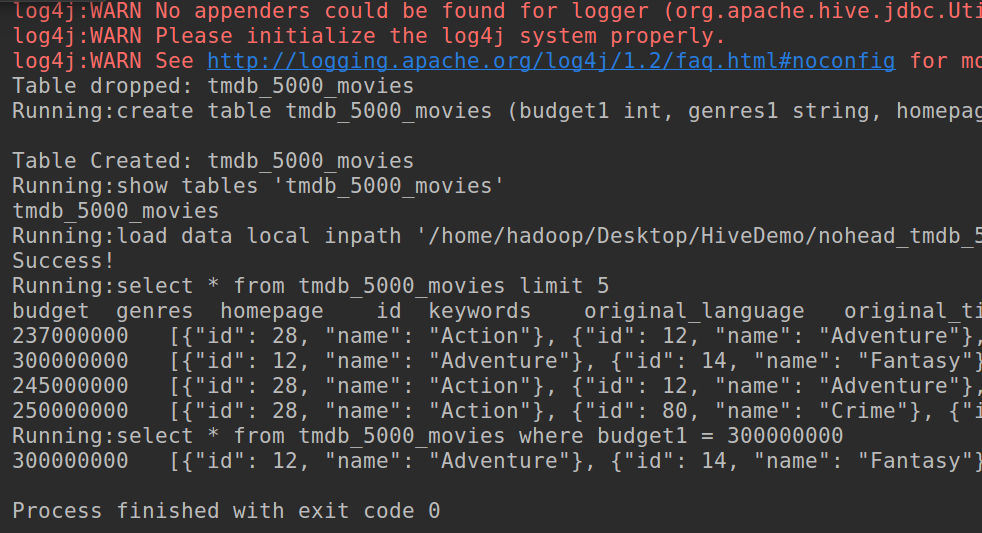 log4j:WARN No appenders could be found for logger (org.apache.hive.jdbc.Uti
log4j:WARN Please initialize the log4j system properly.
log4j:WARN See http://logging.apache.org/log4j/1.2/faq.html#noconfig for mo
Table dropped: tmdb_5000_movies
Running:create table tmdb_5000_movies (budget1 int, genres1 string, homepag
Table Created: tmdb_5000_movies
Running:show tables 'tmdb_5000_movies'
tmdb_5000_movies
Running:load data local inpath '/home/hadoop/Desktop/HiveDemo/nohead_tmdb_5
Success!
Running:select * from tmdb_5000_movies limit 5
budget  genres  homepage    id  keywords    original_language   original_ti
237000000   [{"id": 28, "name": "Action"}, {"id": 12, "name": "Adventure"},
300000000   [{"id": 12, "name": "Adventure"}, {"id": 14, "name": "Fantasy"}
245000000   [{"id": 28, "name": "Action"}, {"id": 12, "name": "Adventure"},
250000000   [{"id": 28, "name": "Action"}, {"id": 80, "name": "Crime"}, {"i
Running:select * from tmdb_5000_movies where budget1 = 300000000
300000000   [{"id": 12, "name": "Adventure"}, {"id": 14, "name": "Fantasy"}
Process finished with exit code 0